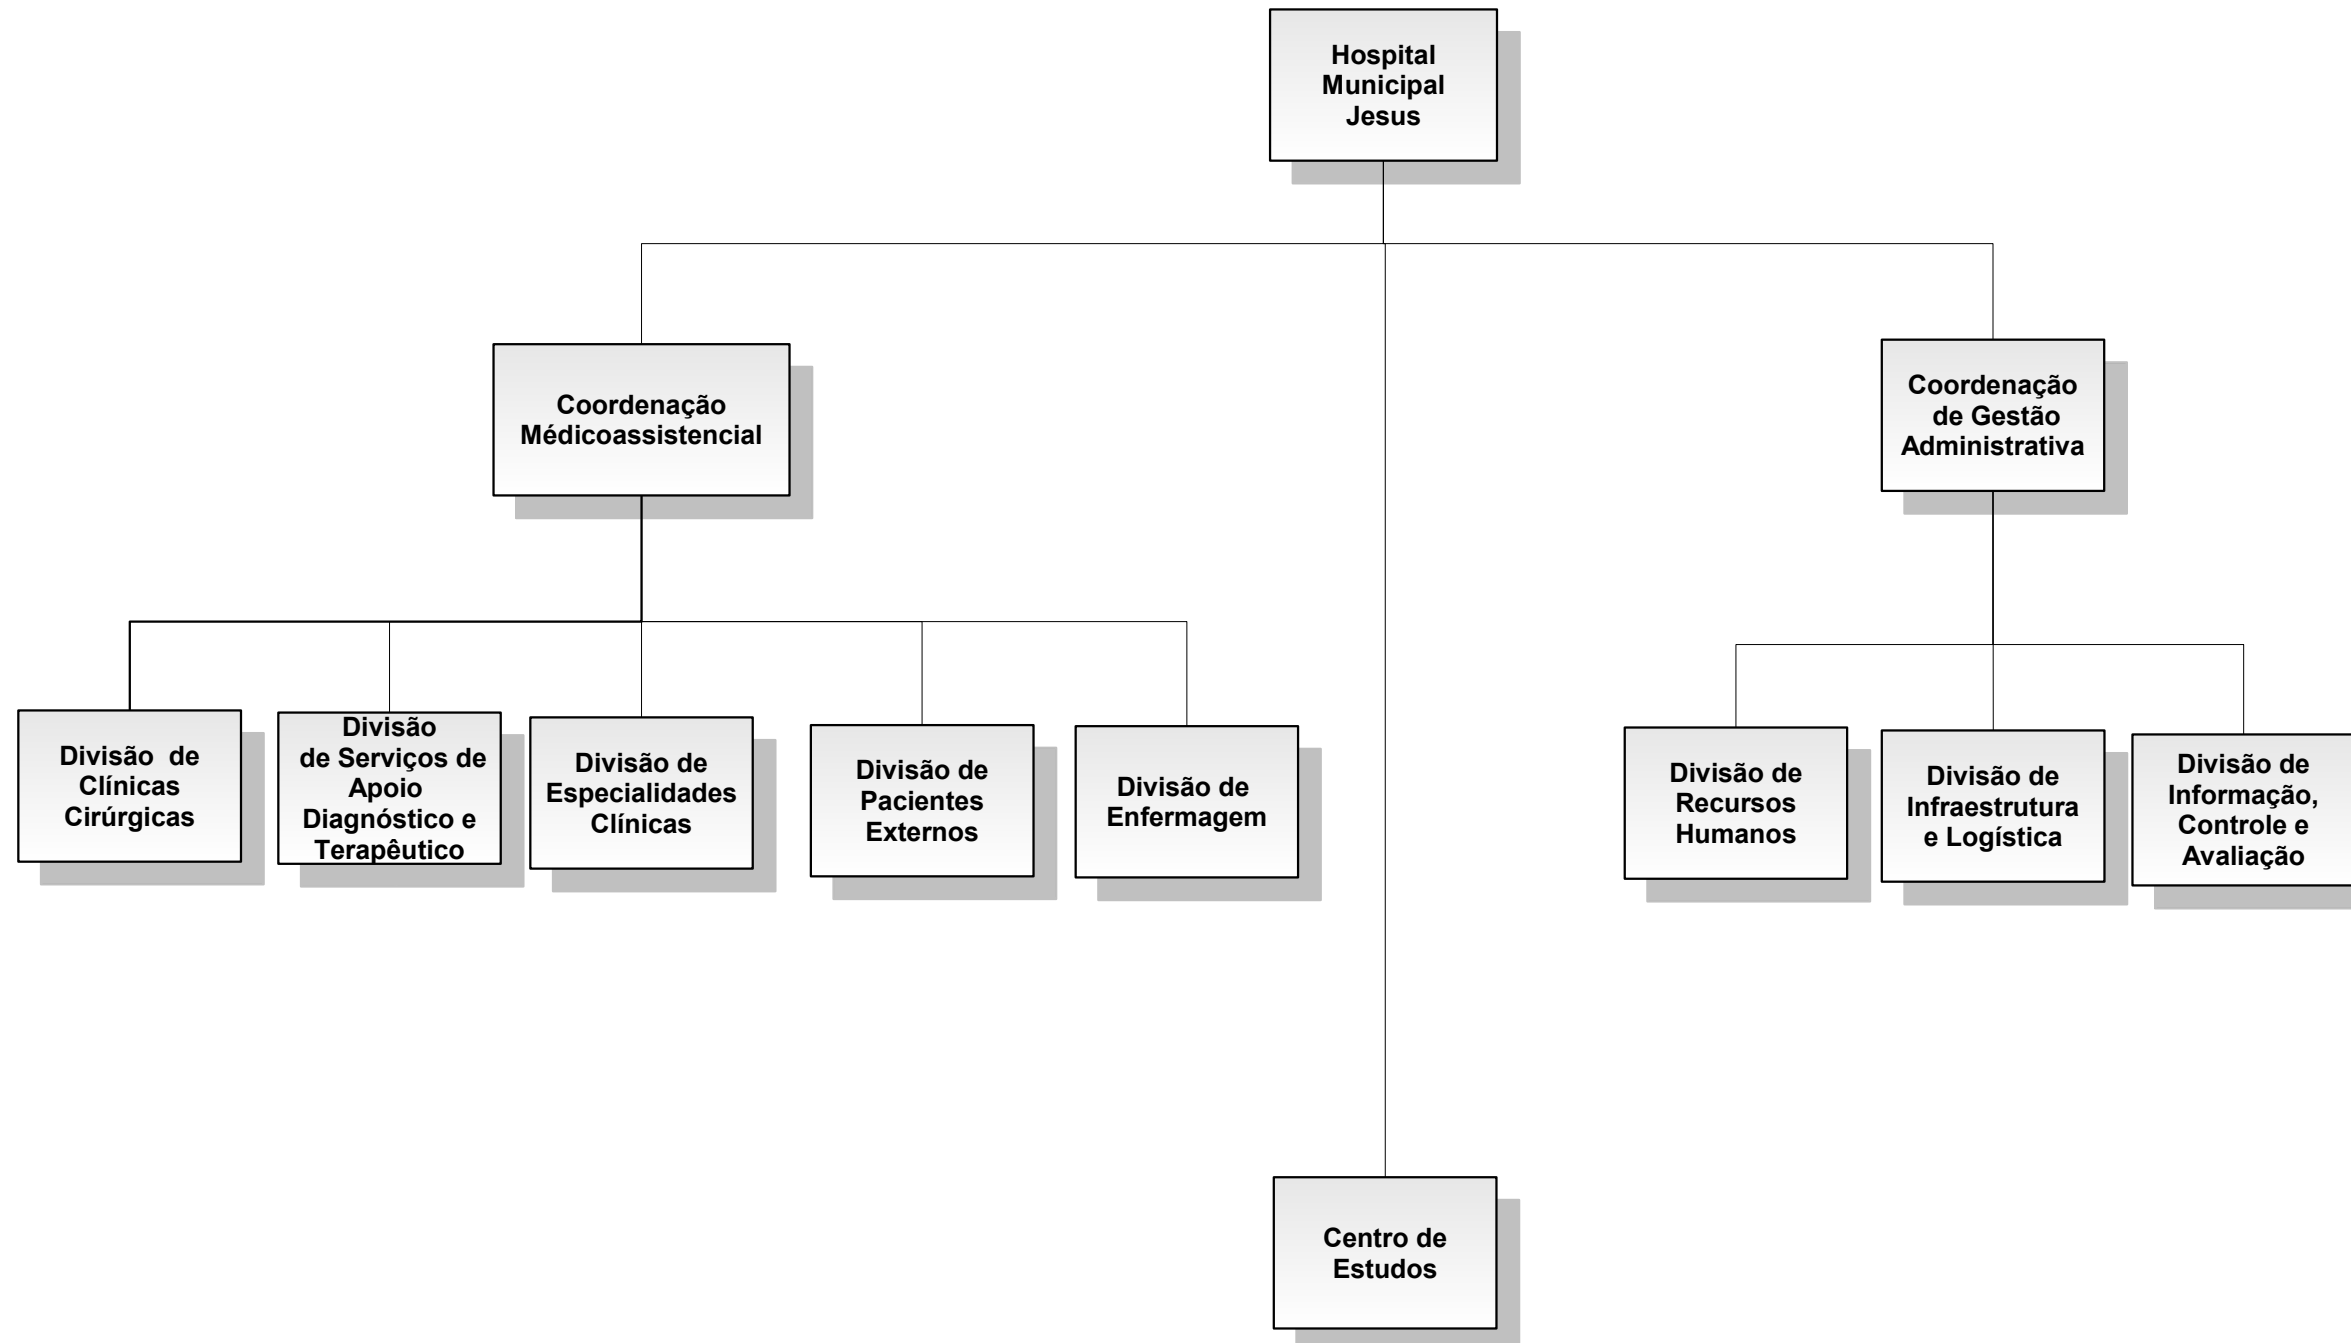 Hospital
Municipal
Jesus
Coordenação
Médicoassistencial
Coordenação
de Gestão
Administrativa
Divisão de
Clínicas
Cirúrgicas
Divisão
de Serviços de
Apoio
Diagnóstico e
Terapêutico
Divisão de
Especialidades
Clínicas
Divisão de
Pacientes
Externos
Divisão de
Enfermagem
Divisão de
Recursos
Humanos
Divisão de
Infraestrutura
e Logística
Divisão de
Informação,
Controle e
Avaliação
Centro de
Estudos